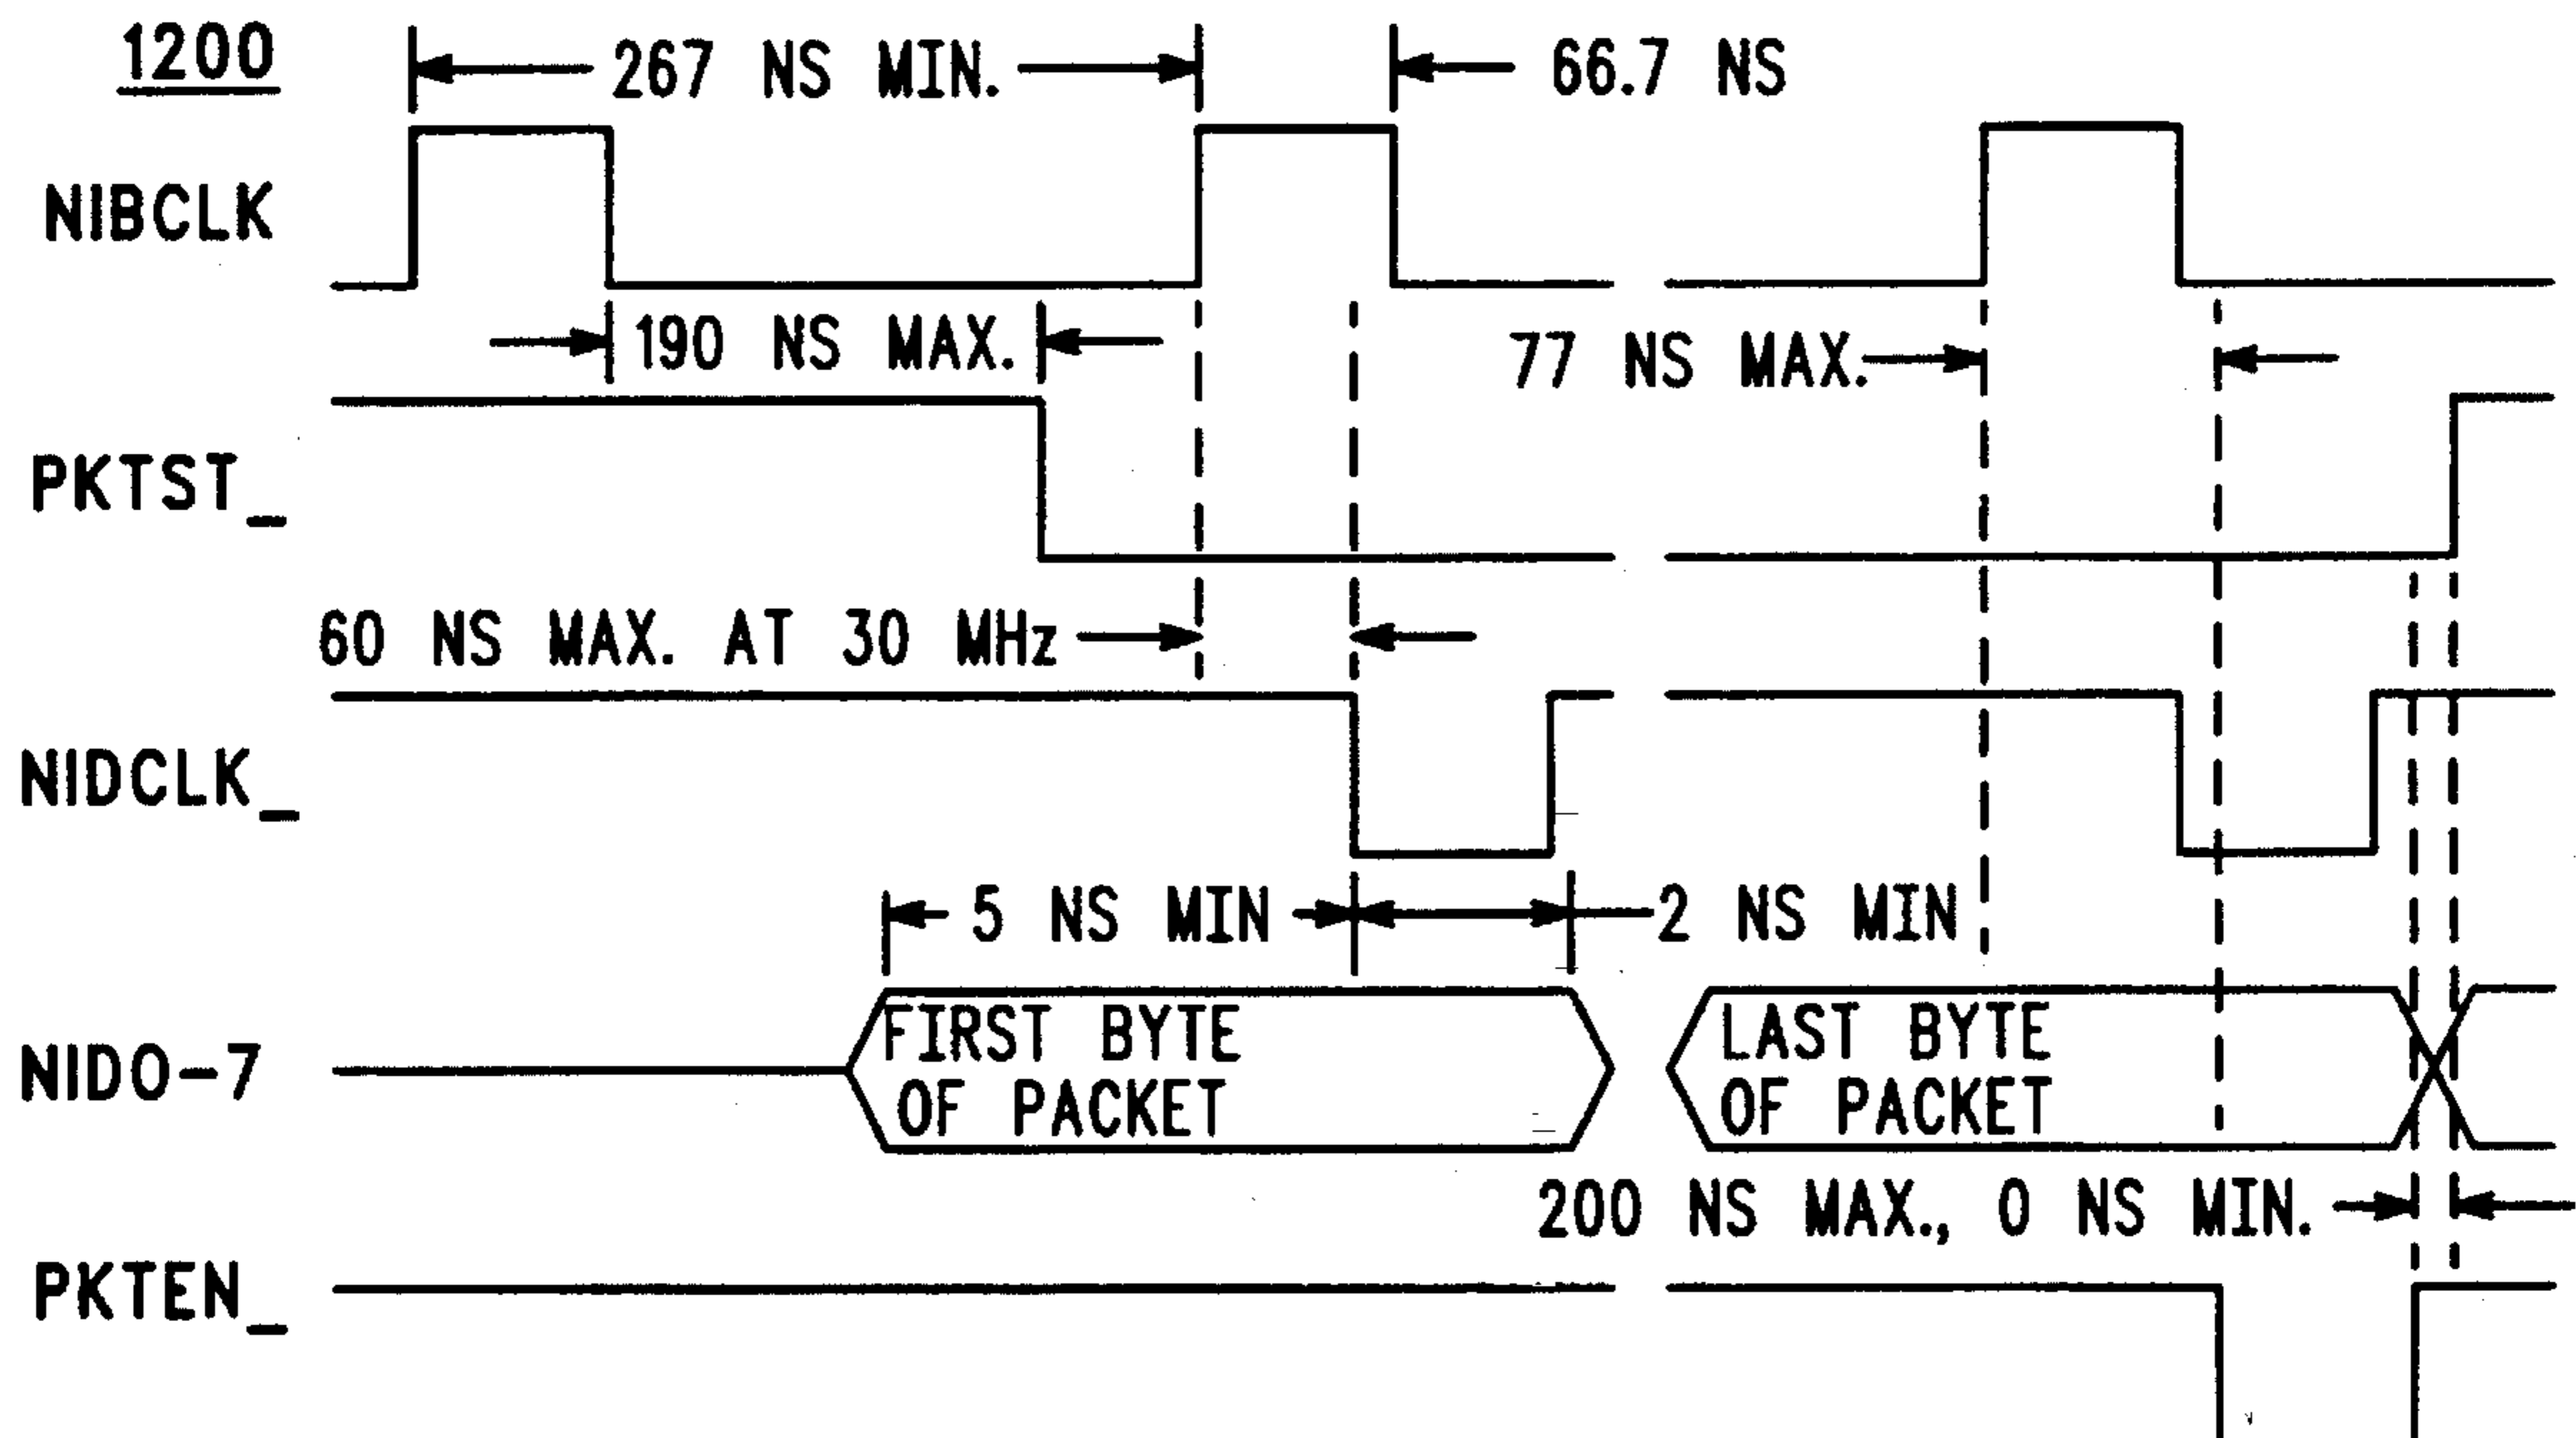 1200
267 NS MIN.
66.7 NS
NIBCLK
190 NS MAX.
77 NS MAX.
PKTST_
60 NS MAX. AT 30 MHz
NIDCLK_
5 NS MIN
2 NS MIN
FIRST BYTE
OF PACKET
LAST BYTE
OF PACKET
NIDO-7
200 NS MAX., 0 NS MIN.
PKTEN_